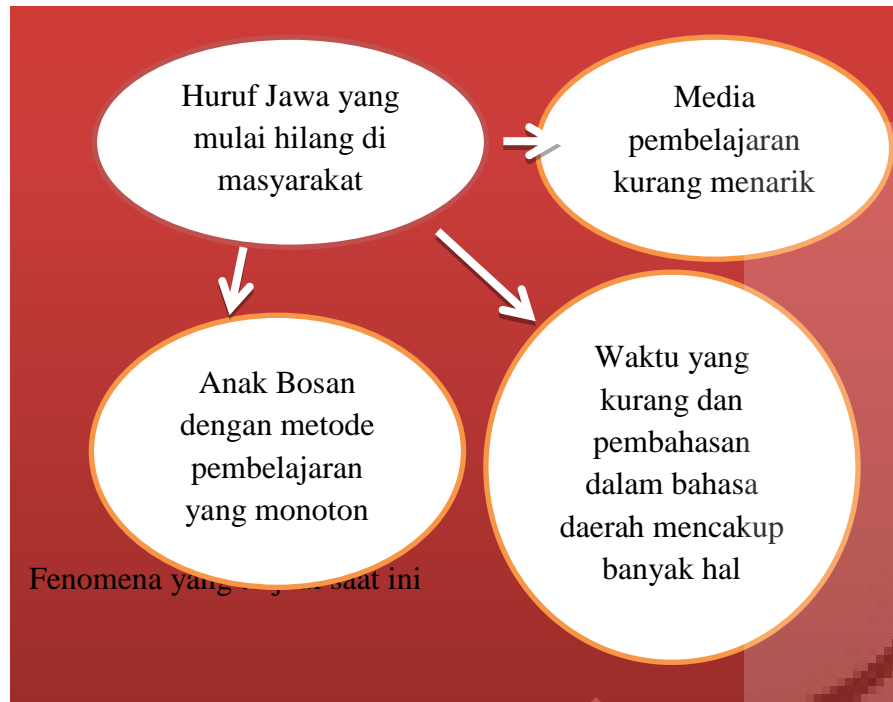 Huruf Jawa yang
mulai hilang di
masyarakat
Media
pembelajaran
kurang menarik
Anak Bosan
dengan metode
pembelajaran
yang monoton
Waktu yang
kurang dan
pembahasan
dalam bahasa
daerah mencakup
banyak hal
Fenomena yang saat ini